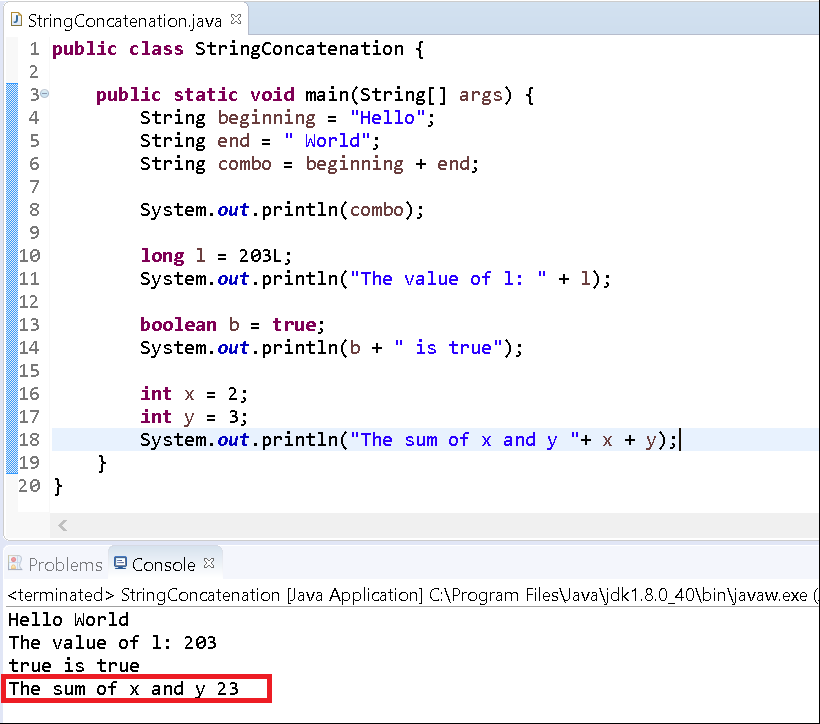 StringConcatenation.java
1 public class StringConcatenation {
2
3 public static void main(String[] args) {
4 String beginning = "Hello";
5 String end = " World";
6 String combo = beginning + end;
7
8 System.out.println(combo);
9
10 long l = 203L;
11 System.out.println("The value of l: " + l);
12
13 boolean b = true;
14 System.out.println(b + " is true");
15
16 int x = 2;
17 int y = 3;
18 System.out.println("The sum of x and y "+ x + y);
19 }
20 }
Problems Console
<terminated> StringConcatenation [Java Application] C:\Program Files\Java\jdk1.8.0_40\bin\javaw.exe (
Hello World
The value of l: 203
true is true
The sum of x and y 23